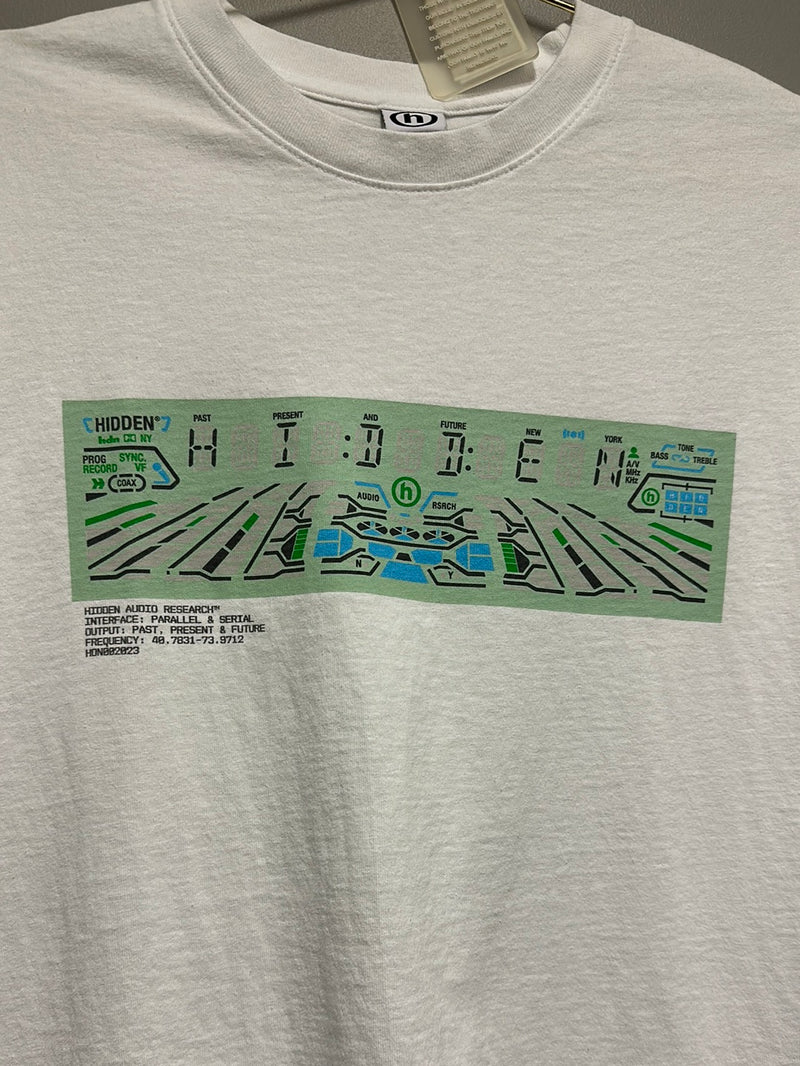 h
[HIDDEN®]
hdn NY
PAST PRESENT AND FUTURE NEW YORK
H I:D D:E N
PROG SYNC.
RECORD VF
COAX
A/V
MHz
KHz
TONE
BASS TREBLE
AUDIO h RSRCH
h
N Y
HIDDEN AUDIO RESEARCH™
INTERFACE: PARALLEL & SERIAL
OUTPUT: PAST, PRESENT & FUTURE
FREQUENCY: 40.7831-73.9712
HDN002023